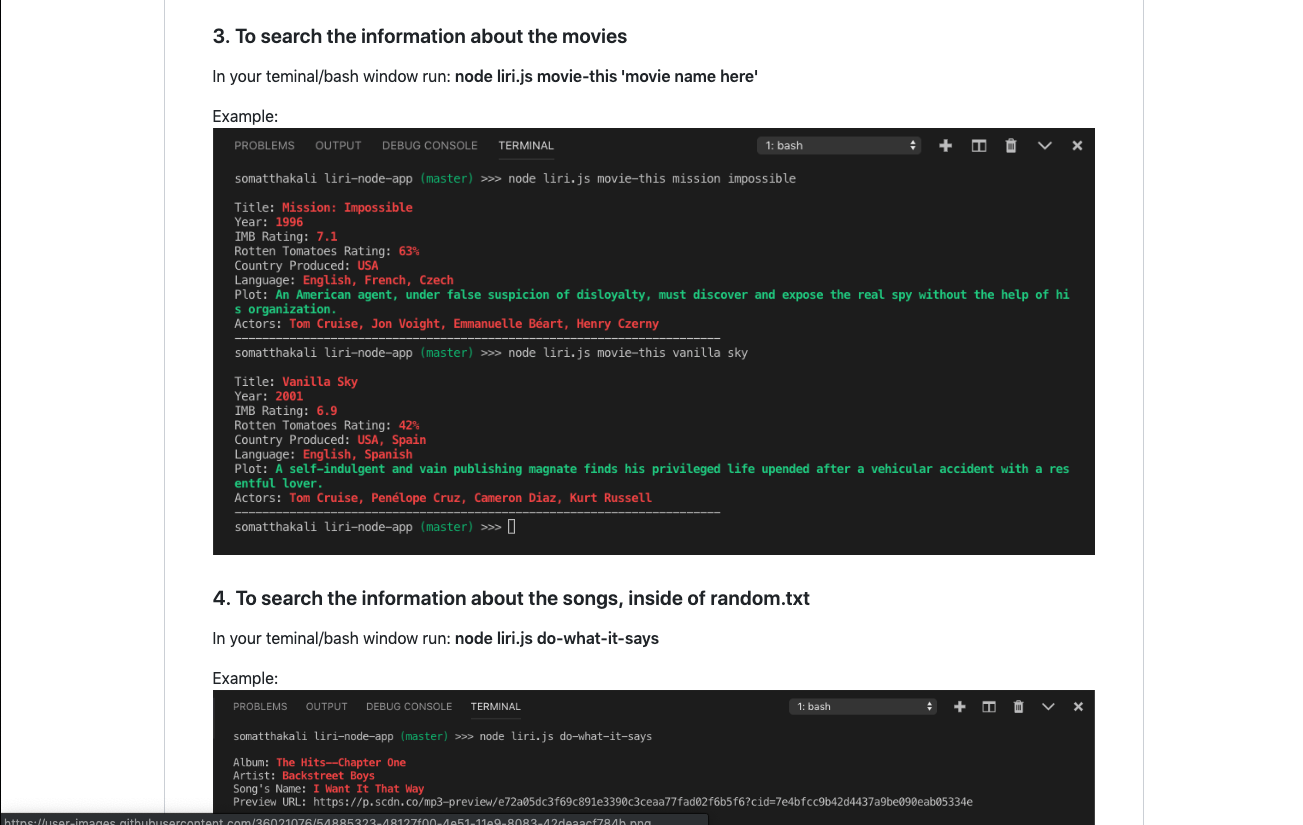 3. To search the information about the movies
In your teminal/bash window run: node liri.js movie-this 'movie name here'
Example:
PROBLEMS OUTPUT DEBUG CONSOLE TERMINAL 1: bash
somatthakali liri-node-app (master) >>> node liri.js movie-this mission impossible
Title: Mission: Impossible
Year: 1996
IMB Rating: 7.1
Rotten Tomatoes Rating: 63%
Country Produced: USA
Language: English, French, Czech
Plot: An American agent, under false suspicion of disloyalty, must discover and expose the real spy without the help of hi
s organization.
Actors: Tom Cruise, Jon Voight, Emmanuelle Béart, Henry Czerny
-----------------------------------------------------------------------
somatthakali liri-node-app (master) >>> node liri.js movie-this vanilla sky
Title: Vanilla Sky
Year: 2001
IMB Rating: 6.9
Rotten Tomatoes Rating: 42%
Country Produced: USA, Spain
Language: English, Spanish
Plot: A self-indulgent and vain publishing magnate finds his privileged life upended after a vehicular accident with a res
entful lover.
Actors: Tom Cruise, Penélope Cruz, Cameron Diaz, Kurt Russell
-----------------------------------------------------------------------
somatthakali liri-node-app (master) >>>
4. To search the information about the songs, inside of random.txt
In your teminal/bash window run: node liri.js do-what-it-says
Example:
PROBLEMS OUTPUT DEBUG CONSOLE TERMINAL 1: bash
somatthakali liri-node-app (master) >>> node liri.js do-what-it-says
Album: The Hits--Chapter One
Artist: Backstreet Boys
Song's Name: I Want It That Way
Preview URL: https://p.scdn.co/mp3-preview/e72a05dc3f69c891e3390c3ceaa77fad02f6b5f6?cid=7e4bfcc9b42d4437a9be090eab05334e
https://user-images.githubusercontent.com/36021076/54885323-48127f00-4e51-11e9-8083-42deaacf784b.png